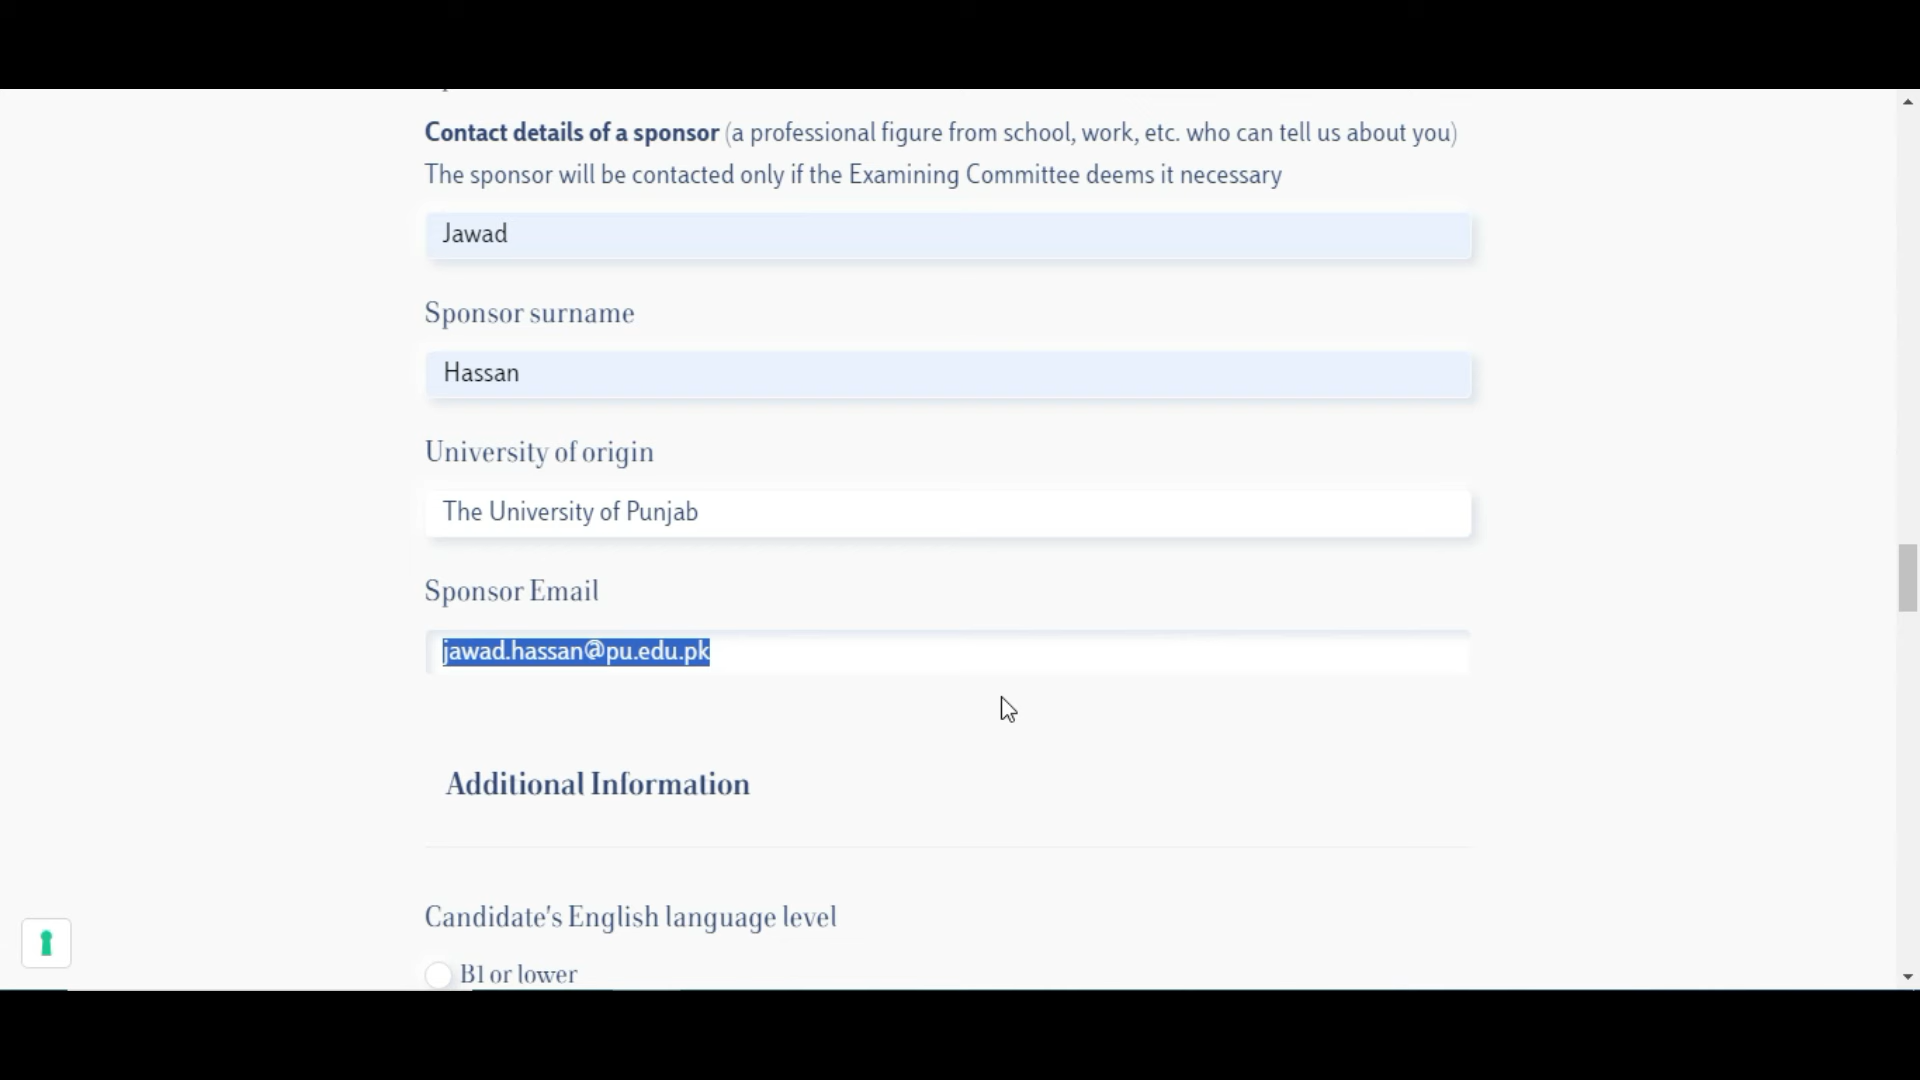 Contact details of a sponsor (a professional figure from school, work, etc. who can tell us about you)
The sponsor will be contacted only if the Examining Committee deems it necessary
Jawad
Sponsor surname
Hassan
University of origin
The University of Punjab
Sponsor Email
jawad.hassan@pu.edu.pk
Additional Information
Candidate's English language level
B1 or lower